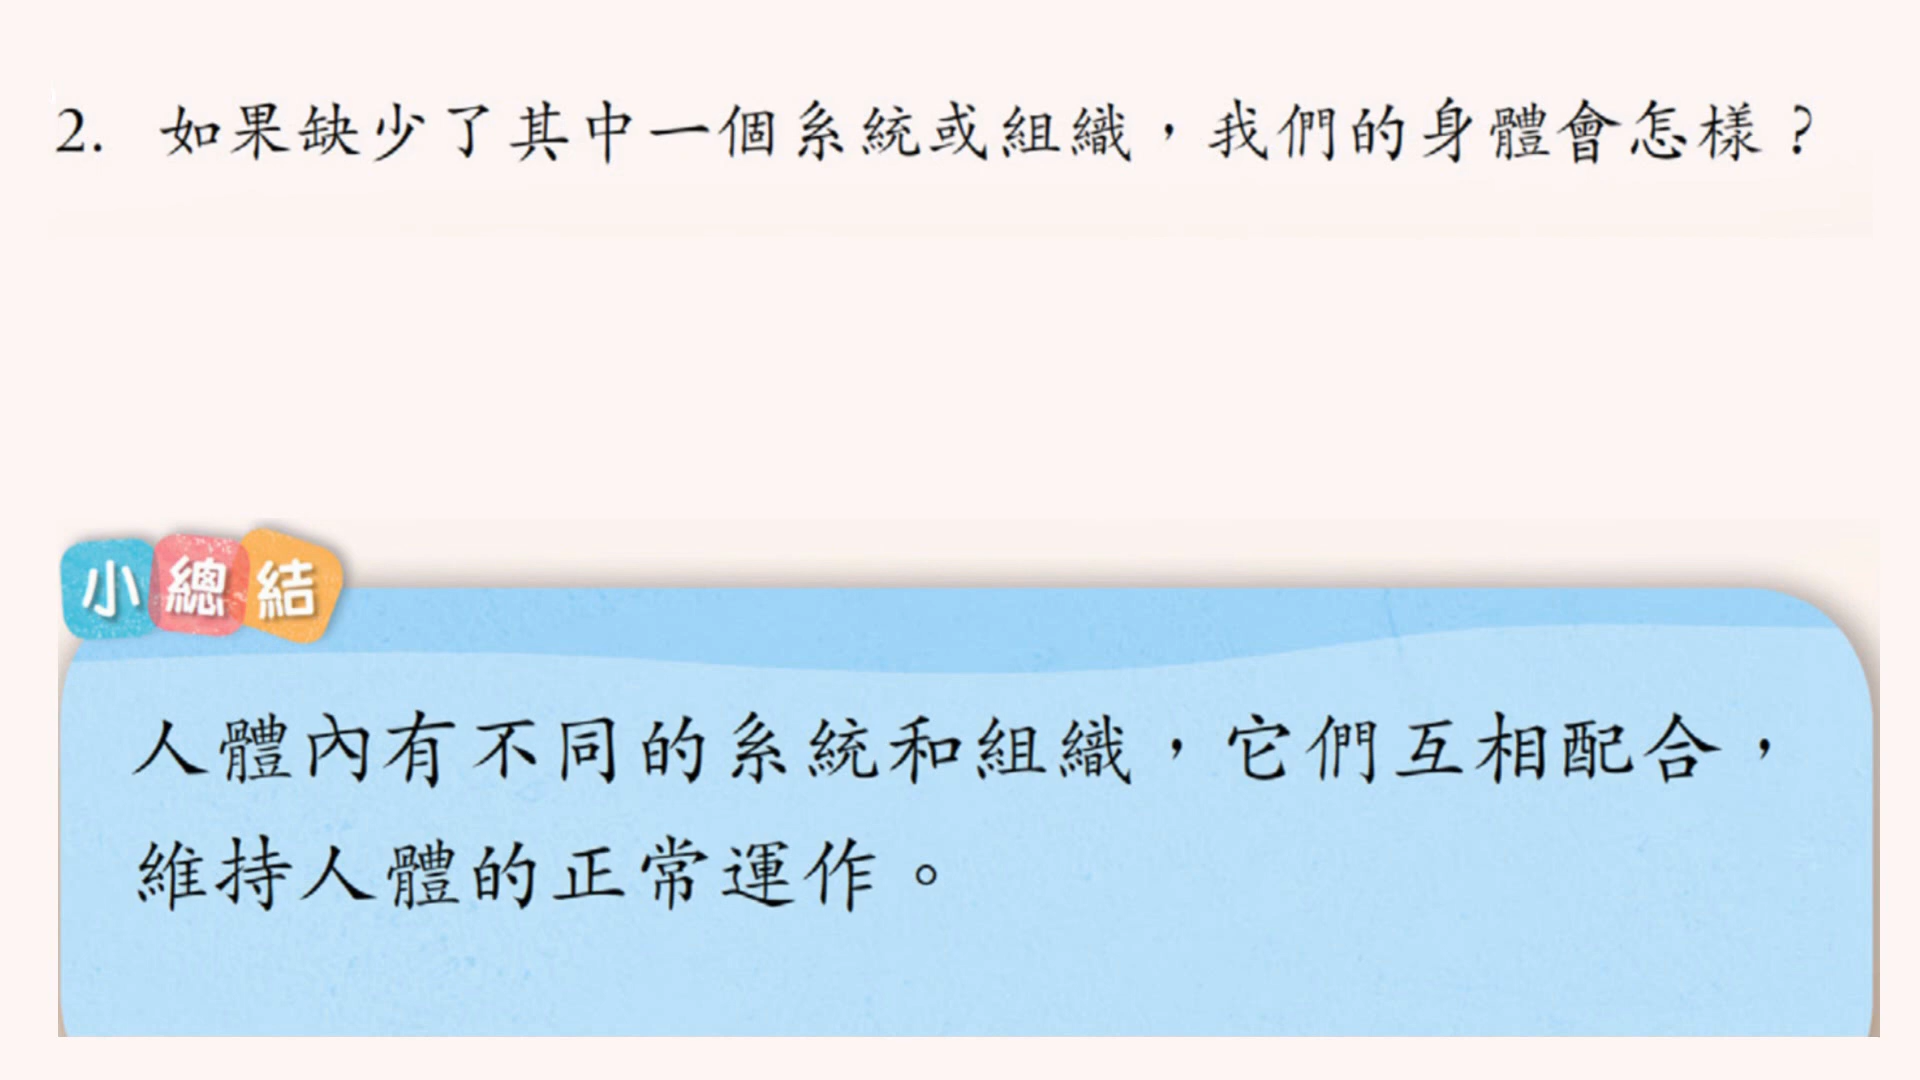 2. 如果缺少了其中一個系統或組織，我們的身體會怎樣？
小總結
人體內有不同的系統和組織，它們互相配合，
維持人體的正常運作。